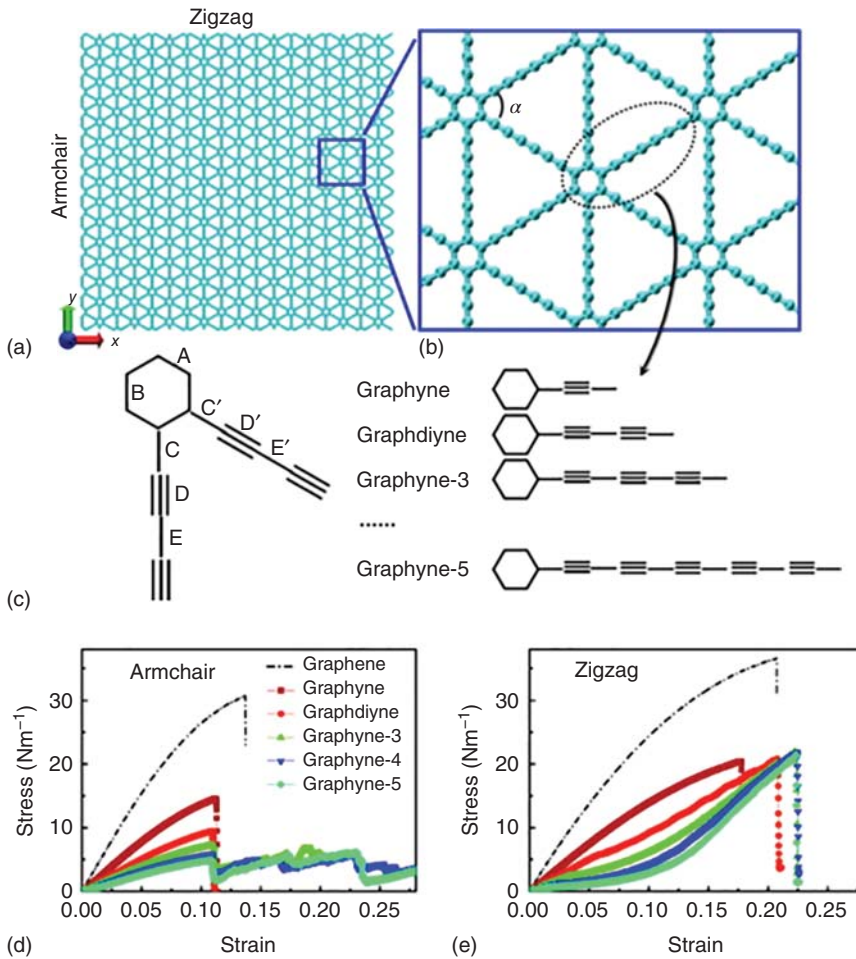 Zigzag
Armchair
α
y
x
(a)
(b)
A
B
C′
D′
E′
C
D
E
Graphyne
Graphdiyne
Graphyne-3
Graphyne-5
(c)
Armchair
Graphene
Graphyne
Graphdiyne
Graphyne-3
Graphyne-4
Graphyne-5
Stress (Nm⁻¹)
30
20
10
0
0.00 0.05 0.10 0.15 0.20 0.25
Strain
(d)
Zigzag
Stress (Nm⁻¹)
30
20
10
0
0.00 0.05 0.10 0.15 0.20 0.25
Strain
(e)